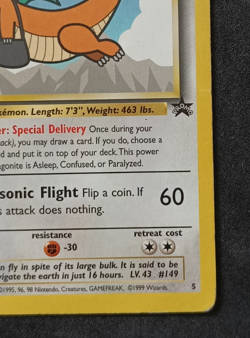 okémon. Length: 7'3", Weight: 463 lbs.
er: Special Delivery Once during your
ack), you may draw a card. If you do, choose a
d and put it on top of your deck. This power
agonite is Asleep, Confused, or Paralyzed.
sonic Flight Flip a coin. If
s attack does nothing.
60
resistance
retreat cost
-30
n fly in spite of its large bulk. It is said to be
vigate the earth in just 16 hours. LV. 43 #149
©1995, 96, 98 Nintendo, Creatures, GAMEFREAK. ©1999 Wizards.
5